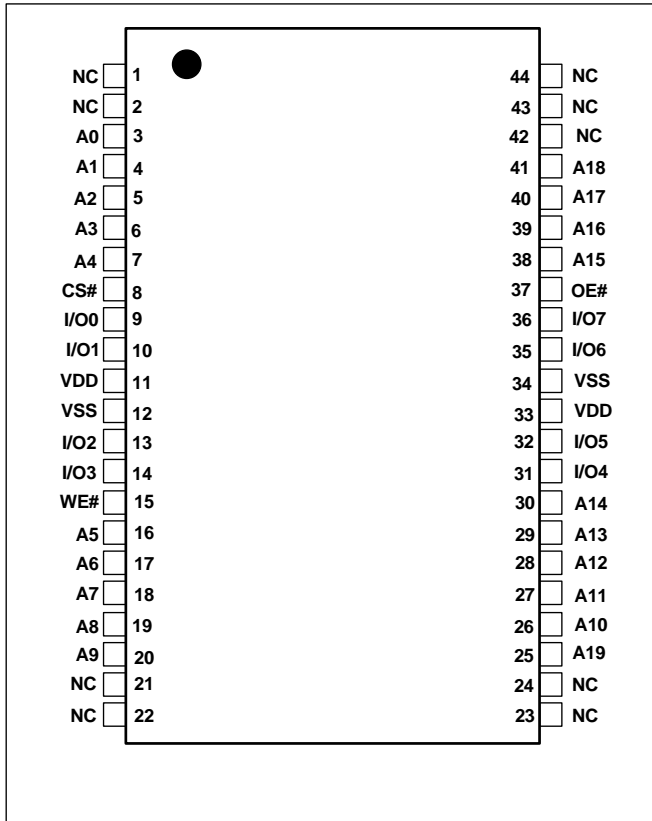 NC 1 44 NC
NC 2 43 NC
A0 3 42 NC
A1 4 41 A18
A2 5 40 A17
A3 6 39 A16
A4 7 38 A15
CS# 8 37 OE#
I/O0 9 36 I/O7
I/O1 10 35 I/O6
VDD 11 34 VSS
VSS 12 33 VDD
I/O2 13 32 I/O5
I/O3 14 31 I/O4
WE# 15 30 A14
A5 16 29 A13
A6 17 28 A12
A7 18 27 A11
A8 19 26 A10
A9 20 25 A19
NC 21 24 NC
NC 22 23 NC